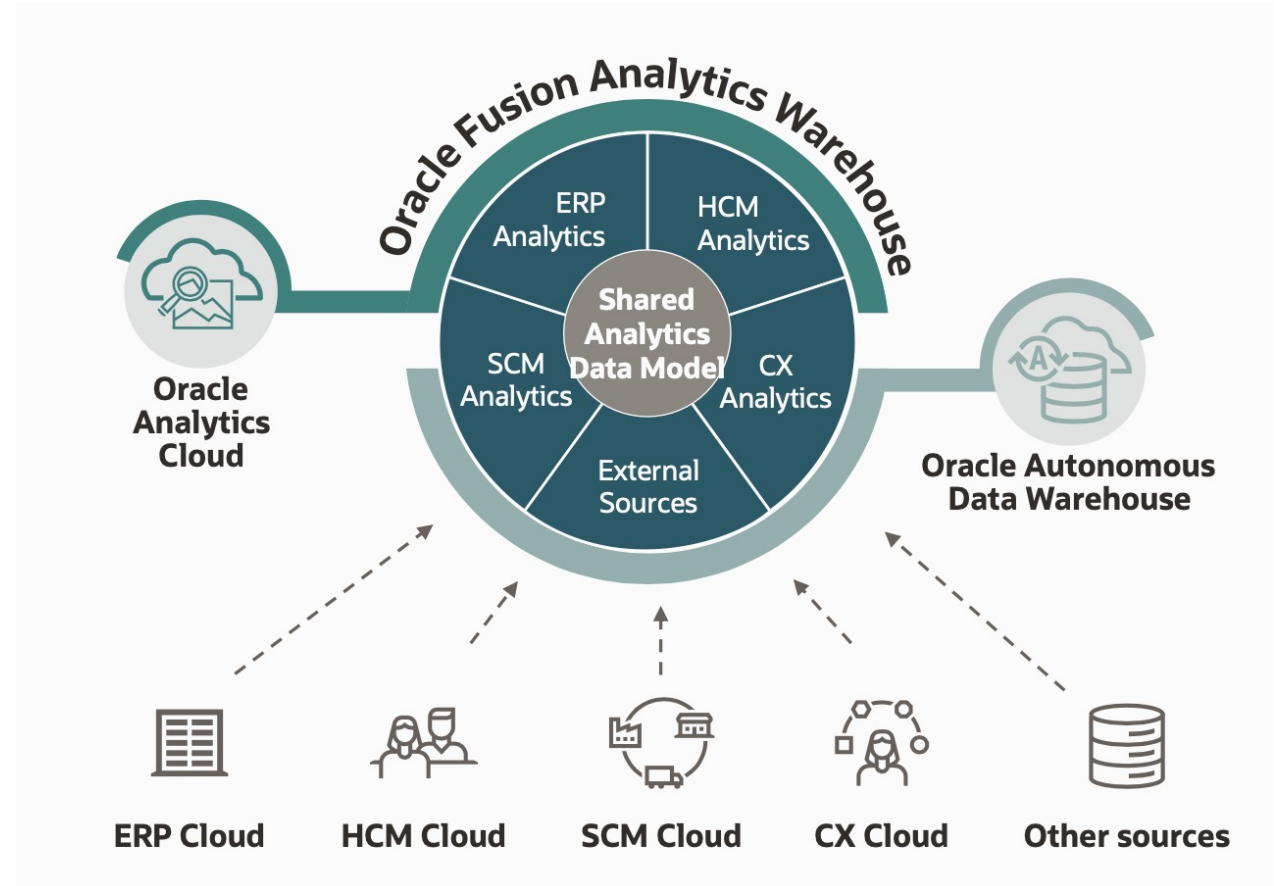 Oracle Fusion Analytics Warehouse
ERP
Analytics
HCM
Analytics
Shared
Analytics
Data Model
SCM
Analytics
CX
Analytics
External
Sources
Oracle
Analytics
Cloud
A
Oracle Autonomous
Data Warehouse
ERP Cloud
HCM Cloud
SCM Cloud
CX Cloud
Other sources